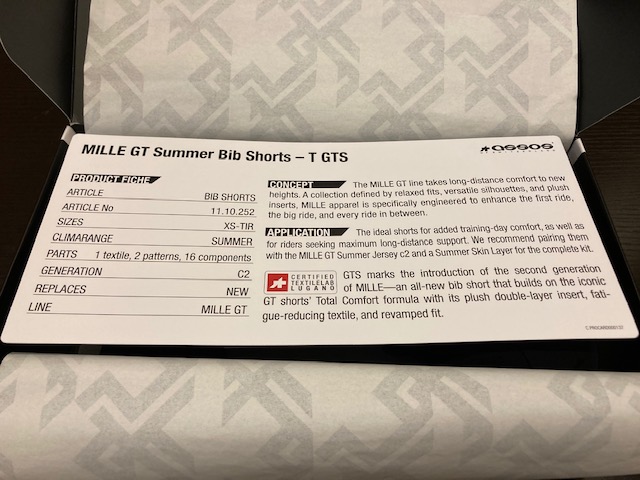 MILLE GT Summer Bib Shorts – T GTS
assos
PRODUCT FICHE
ARTICLE BIB SHORTS
ARTICLE No 11.10.252
SIZES XS-TIR
CLIMARANGE SUMMER
PARTS 1 textile, 2 patterns, 16 components
GENERATION C2
REPLACES NEW
LINE MILLE GT
CONCEPT The MILLE GT line takes long-distance comfort to new
heights. A collection defined by relaxed fits, versatile silhouettes, and plush
inserts, MILLE apparel is specifically engineered to enhance the first ride,
the big ride, and every ride in between.
APPLICATION The ideal shorts for added training-day comfort, as well as
for riders seeking maximum long-distance support. We recommend pairing them
with the MILLE GT Summer Jersey c2 and a Summer Skin Layer for the complete kit.
CERTIFIED
TEXTILELAB
LUGANO
GTS marks the introduction of the second generation
of MILLE—an all-new bib short that builds on the iconic
GT shorts’ Total Comfort formula with its plush double-layer insert, fati-
gue-reducing textile, and revamped fit.